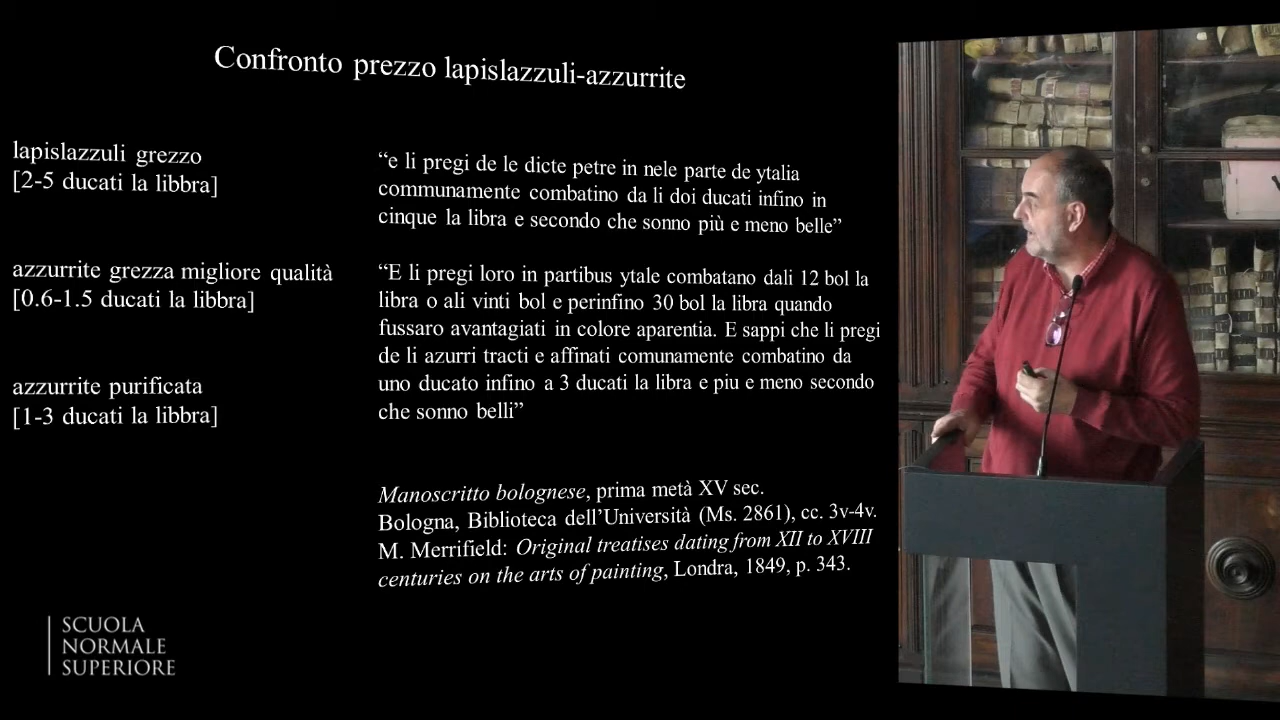 Confronto prezzo lapislazzuli-azzurrite
lapislazzuli grezzo
[2-5 ducati la libbra]
“e li pregi de le dicte petre in nele parte de ytalia
communamente combatino da li doi ducati infino in
cinque la libra e secondo che sonno più e meno belle”
azzurrite grezza migliore qualità
[0.6-1.5 ducati la libbra]
“E li pregi loro in partibus ytale combatano dali 12 bol la
libra o ali vinti bol e perinfino 30 bol la libra quando
fussaro avantagiati in colore aparentia. E sappi che li pregi
de li azurri tracti e affinati comunamente combatino da
uno ducato infino a 3 ducati la libra e piu e meno secondo
che sonno belli”
azzurrite purificata
[1-3 ducati la libbra]
Manoscritto bolognese, prima metà XV sec.
Bologna, Biblioteca dell’Università (Ms. 2861), cc. 3v-4v.
M. Merrifield: Original treatises dating from XII to XVIII
centuries on the arts of painting, Londra, 1849, p. 343.
SCUOLA
NORMALE
SUPERIORE